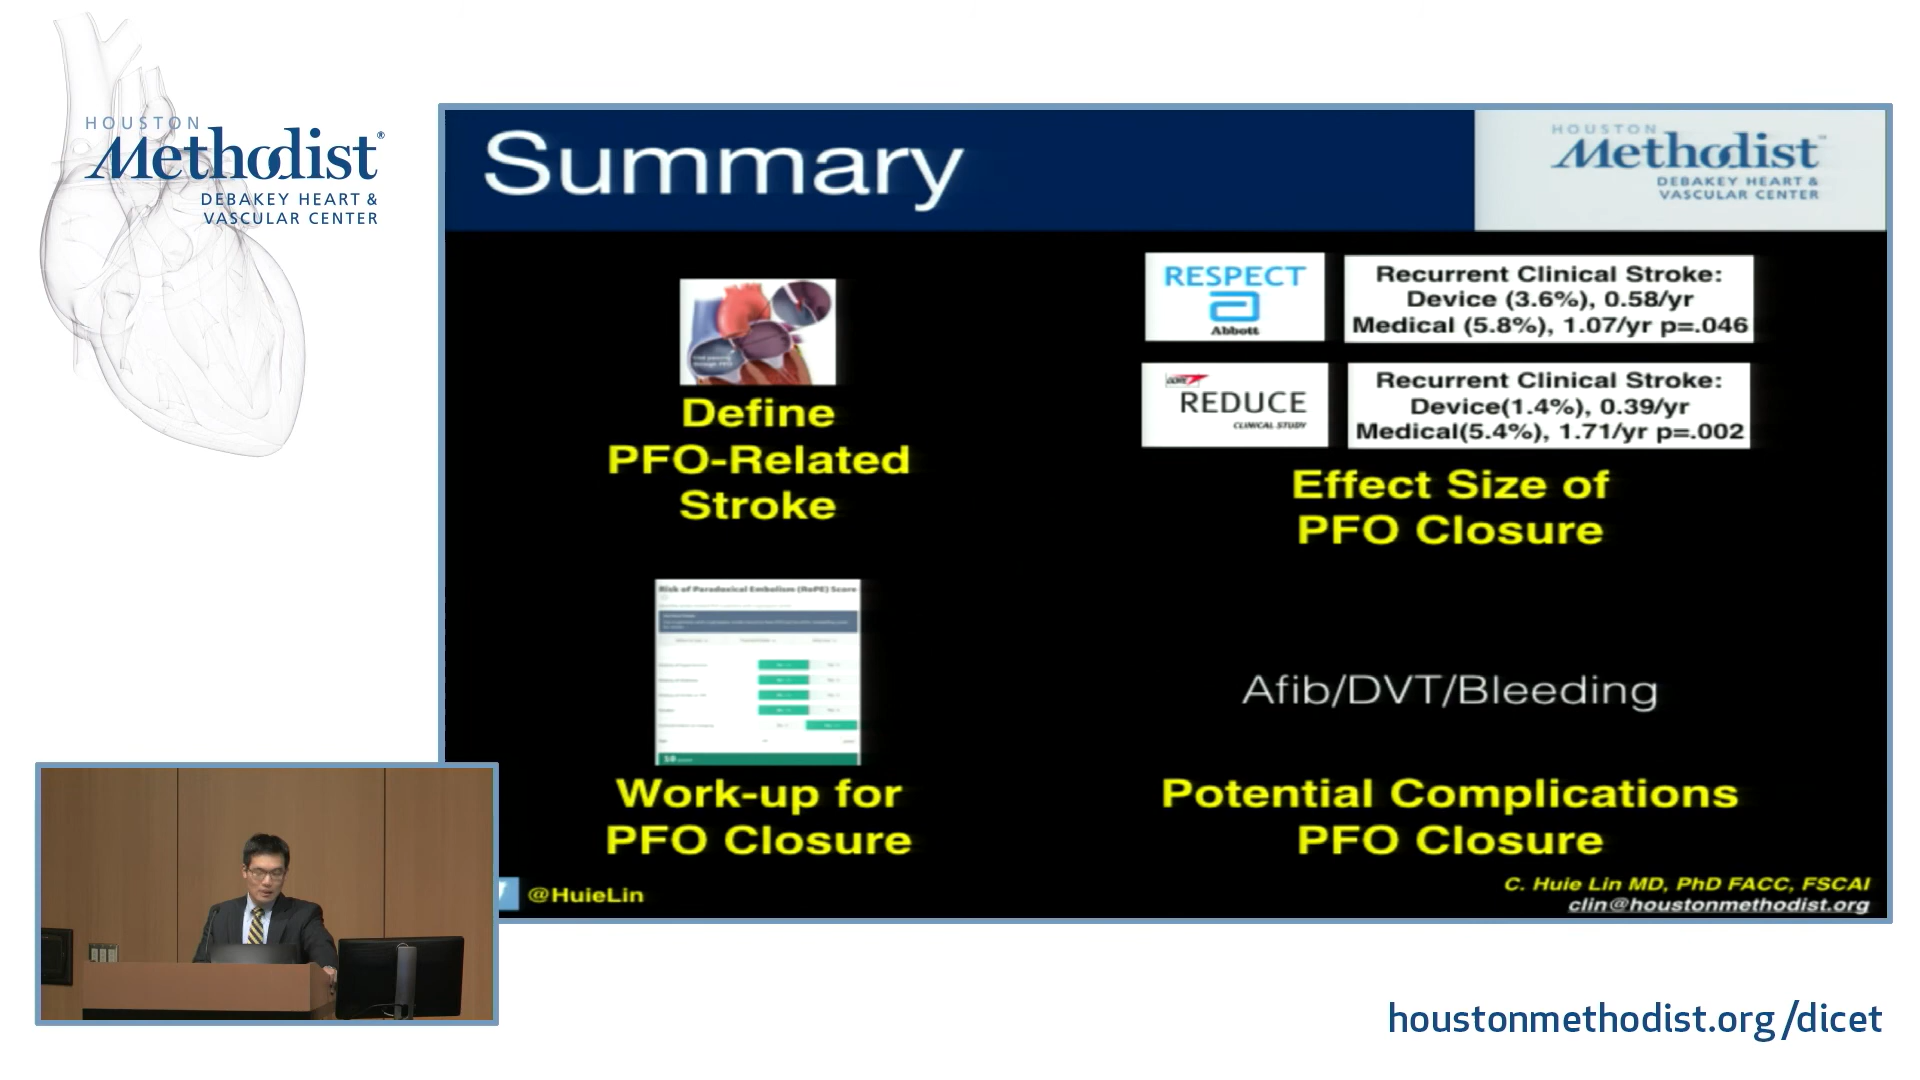 HOUSTON
Methodist®
DEBAKEY HEART &
VASCULAR CENTER
Summary
HOUSTON
Methodist
DEBAKEY HEART &
VASCULAR CENTER
RESPECT
Abbott
Recurrent Clinical Stroke:
Device (3.6%), 0.58/yr
Medical (5.8%), 1.07/yr p=.046
REDUCE
CLINICAL STUDY
Recurrent Clinical Stroke:
Device(1.4%), 0.39/yr
Medical(5.4%), 1.71/yr p=.002
Define
PFO-Related
Stroke
Effect Size of
PFO Closure
Risk of Paradoxical Embolism (RoPE) Score
10
Work-up for
PFO Closure
Afib/DVT/Bleeding
Potential Complications
PFO Closure
@HuieLin
C. Huie Lin MD, PhD FACC, FSCAI
clin@houstonmethodist.org
houstonmethodist.org/dicet